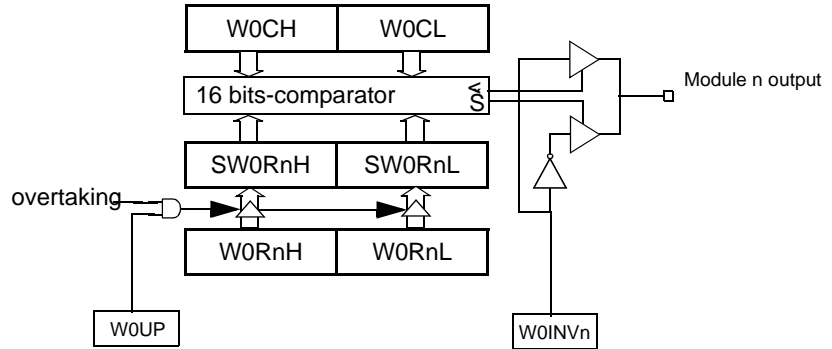 W0CH W0CL
16 bits-comparator
<
S
Module n output
SW0RnH SW0RnL
overtaking
W0RnH W0RnL
W0UP
W0INVn